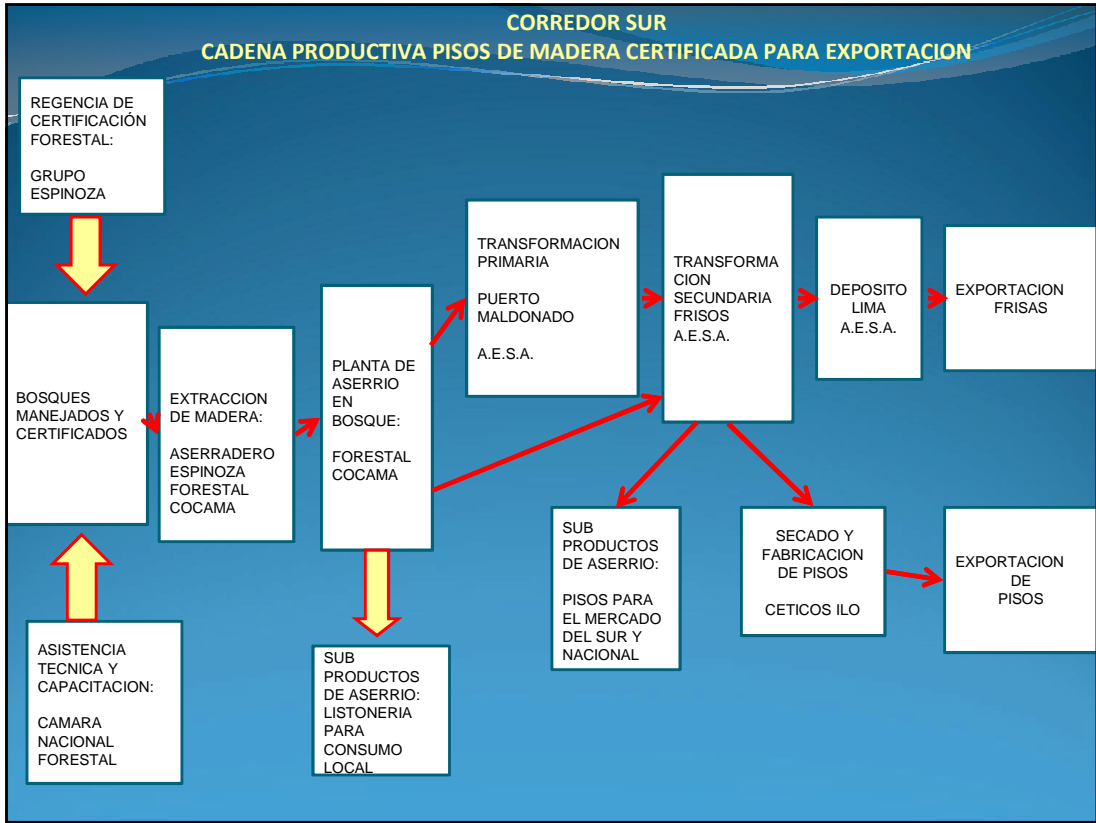 CORREDOR SUR
CADENA PRODUCTIVA PISOS DE MADERA CERTIFICADA PARA EXPORTACION
REGENCIA DE
CERTIFICACIÓN
FORESTAL:
GRUPO
ESPINOZA
BOSQUES
MANEJADOS Y
CERTIFICADOS
ASISTENCIA
TECNICA Y
CAPACITACION:
CAMARA
NACIONAL
FORESTAL
EXTRACCION
DE MADERA:
ASERRADERO
ESPINOZA
FORESTAL
COCAMA
PLANTA DE
ASERRIO
EN
BOSQUE:
FORESTAL
COCAMA
SUB
PRODUCTOS
DE ASERRIO:
LISTONERIA
PARA
CONSUMO
LOCAL
TRANSFORMACION
PRIMARIA
PUERTO
MALDONADO
A.E.S.A.
TRANSFORMA
CION
SECUNDARIA
FRISOS
A.E.S.A.
DEPOSITO
LIMA
A.E.S.A.
EXPORTACION
FRISAS
SUB
PRODUCTOS
DE ASERRIO:
PISOS PARA
EL MERCADO
DEL SUR Y
NACIONAL
SECADO Y
FABRICACION
DE PISOS
CETICOS ILO
EXPORTACION
DE
PISOS